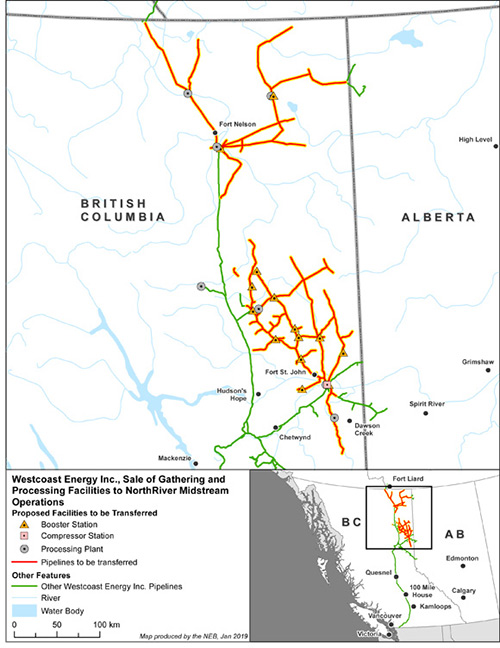 Fort Nelson
High Level
BRITISH
COLUMBIA
ALBERTA
Fort St. John
Grimshaw
Hudson's
Hope
Spirit River
Dawson
Creek
Chetwynd
Mackenzie
Westcoast Energy Inc., Sale of Gathering and
Processing Facilities to NorthRiver Midstream
Operations
Proposed Facilities to be Transferred
Booster Station
Compressor Station
Processing Plant
Pipelines to be transferred
Other Features
Other Westcoast Energy Inc. Pipelines
River
Water Body
0 50 100 km
Map produced by the NEB, Jan 2019
Fort Liard
BC
AB
Edmonton
Quesnel
100 Mile
House
Calgary
Kamloops
Vancouver
Victoria